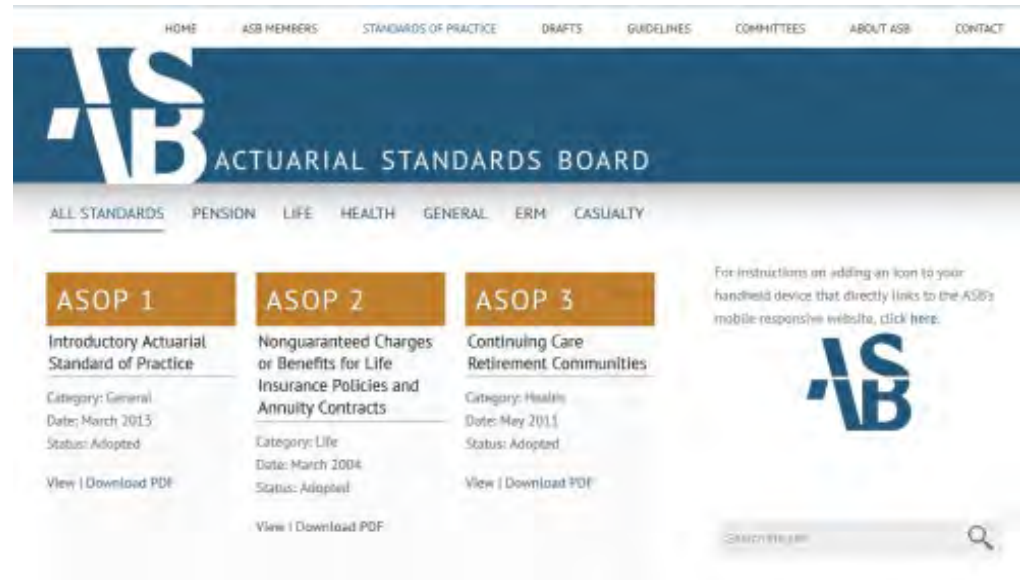 HOME ASB MEMBERS STANDARDS OF PRACTICE DRAFTS GUIDELINES COMMITTEES ABOUT ASB CONTACT
ASB
ACTUARIAL STANDARDS BOARD
ALL STANDARDS PENSION LIFE HEALTH GENERAL ERM CASUALTY
ASOP 1
Introductory Actuarial
Standard of Practice
Category: General
Date: March 2013
Status: Adopted
View | Download PDF
ASOP 2
Nonguaranteed Charges
or Benefits for Life
Insurance Policies and
Annuity Contracts
Category: Life
Date: March 2004
Status: Adopted
View | Download PDF
ASOP 3
Continuing Care
Retirement Communities
Category: Health
Date: May 2011
Status: Adopted
View | Download PDF
For instructions on adding an icon to your
handheld device that directly links to the ASB's
mobile responsive website, click here.
ASB
Search the site